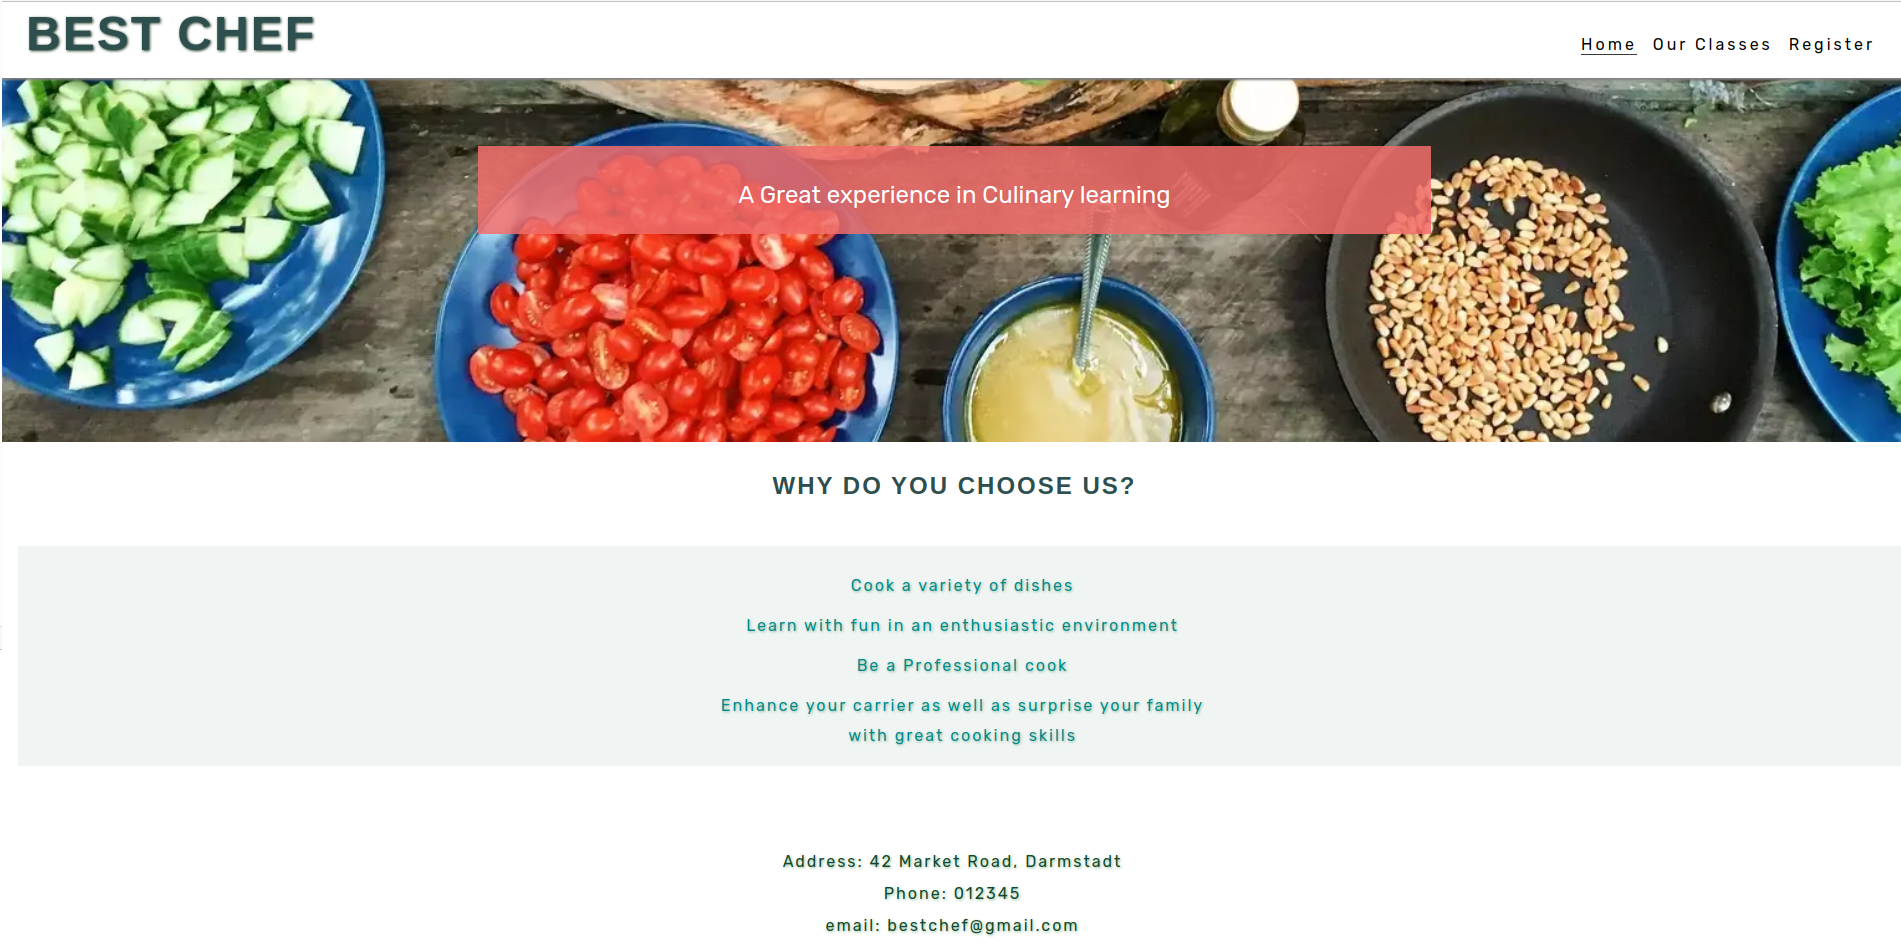 BEST CHEF
Home Our Classes Register
A Great experience in Culinary learning
WHY DO YOU CHOOSE US?
Cook a variety of dishes
Learn with fun in an enthusiastic environment
Be a Professional cook
Enhance your carrier as well as surprise your family
with great cooking skills
Address: 42 Market Road, Darmstadt
Phone: 012345
email: bestchef@gmail.com